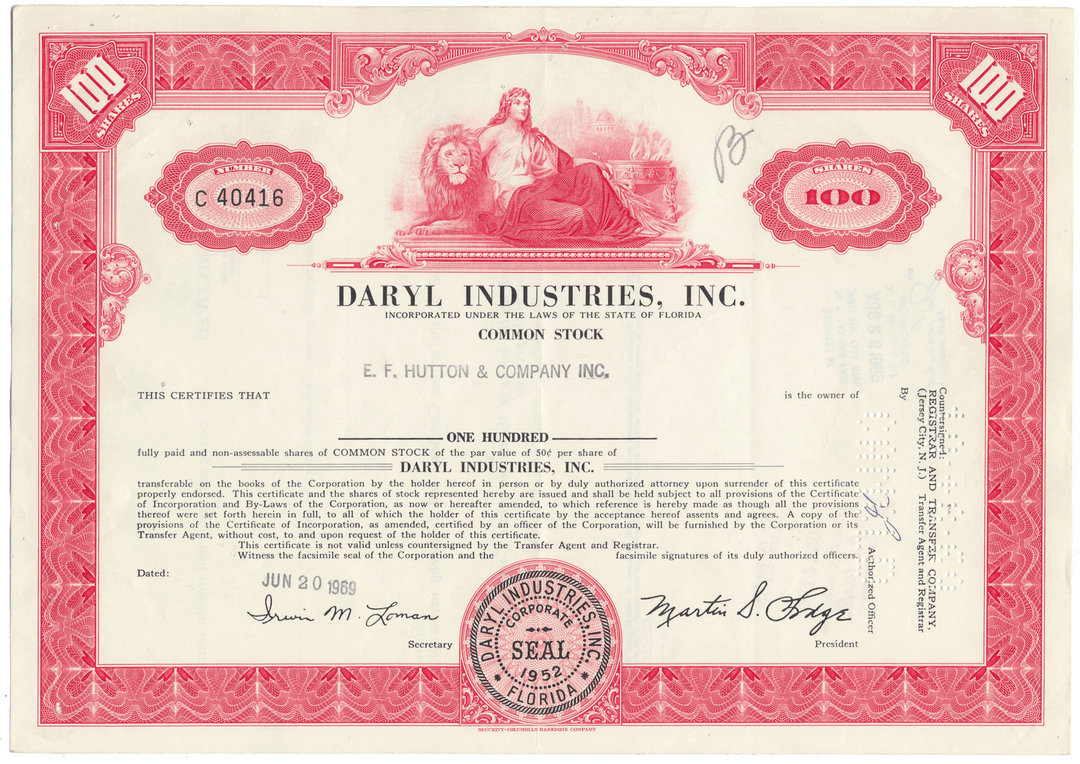 100
SHARES
100
SHARES
NUMBER
C 40416
SHARES
100
DARYL INDUSTRIES, INC.
INCORPORATED UNDER THE LAWS OF THE STATE OF FLORIDA
COMMON STOCK
E. F. HUTTON & COMPANY INC.
THIS CERTIFIES THAT is the owner of
ONE HUNDRED
fully paid and non-assessable shares of COMMON STOCK of the par value of 50¢ per share of
DARYL INDUSTRIES, INC.
transferable on the books of the Corporation by the holder hereof in person or by duly authorized attorney upon surrender of this certificate
properly endorsed. This certificate and the shares of stock represented hereby are issued and shall be held subject to all provisions of the Certificate
of Incorporation and By-Laws of the Corporation, as now or hereafter amended, to which reference is hereby made as though all the provisions
thereof were set forth herein in full, to all of which the holder of this certificate by the acceptance hereof assents and agrees. A copy of the
provisions of the Certificate of Incorporation, as amended, certified by an officer of the Corporation, will be furnished by the Corporation or its
Transfer Agent, without cost, to and upon request of the holder of this certificate.
This certificate is not valid unless countersigned by the Transfer Agent and Registrar.
Witness the facsimile seal of the Corporation and the facsimile signatures of its duly authorized officers.
Dated:
JUN 20 1969
Irwin M. Loman
Secretary
DARYL INDUSTRIES, INC.
CORPORATE
SEAL
1952
FLORIDA
Martin S.
President
Countersigned:
REGISTRAR AND TRANSFER COMPANY,
(Jersey City, N. J.) Transfer Agent and Registrar
By
Authorized Officer
SECURITY-COLUMBIAN BANKNOTE COMPANY